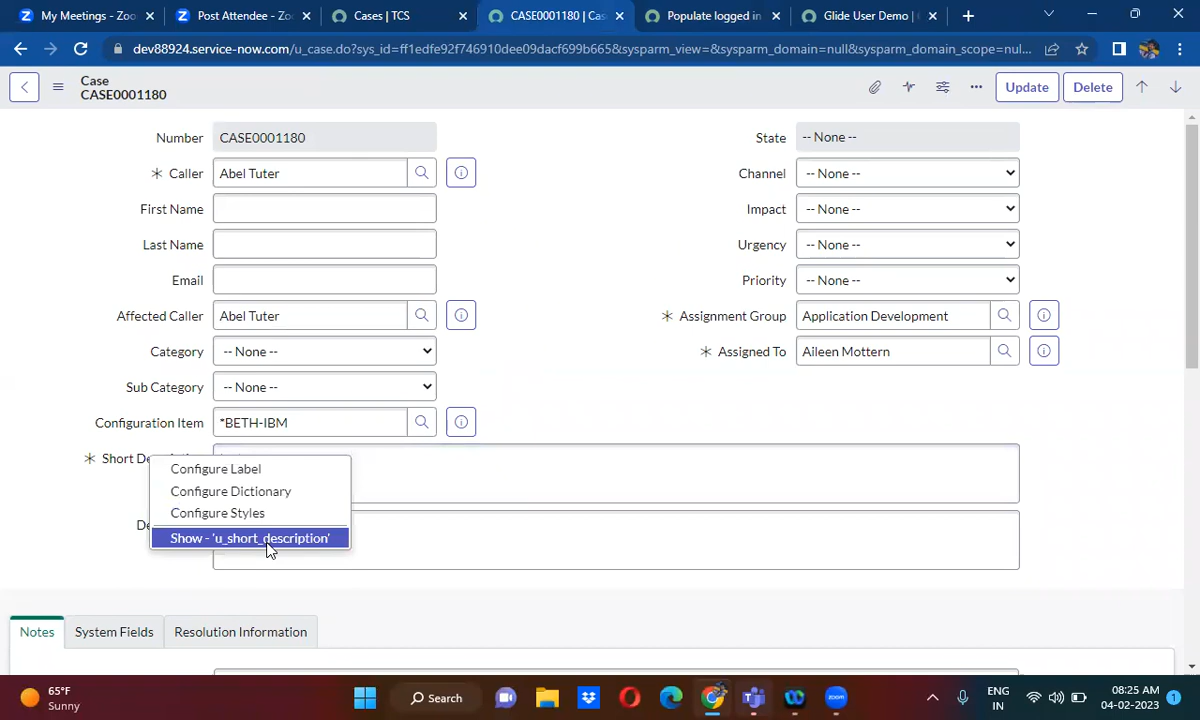 My Meetings - Zoo
Post Attendee - Zoo
Cases | TCS
CASE0001180 | Cas
Populate logged in
Glide User Demo |
dev88924.service-now.com/u_case.do?sys_id=ff1edfe92f746910dee09dacf699b665&sysparm_view=&sysparm_domain=null&sysparm_domain_scope=nul...
Case
CASE0001180
Update
Delete
Number CASE0001180
State -- None --
Caller Abel Tuter
Channel -- None --
First Name
Impact -- None --
Last Name
Urgency -- None --
Email
Priority -- None --
Affected Caller Abel Tuter
Assignment Group Application Development
Category -- None --
Assigned To Aileen Mottern
Sub Category -- None --
Configuration Item *BETH-IBM
Short De
Configure Label
Configure Dictionary
Configure Styles
De
Show - 'u_short_description'
Notes
System Fields
Resolution Information
65°F
Sunny
Search
zoom
ENG
IN
08:25 AM
04-02-2023
1